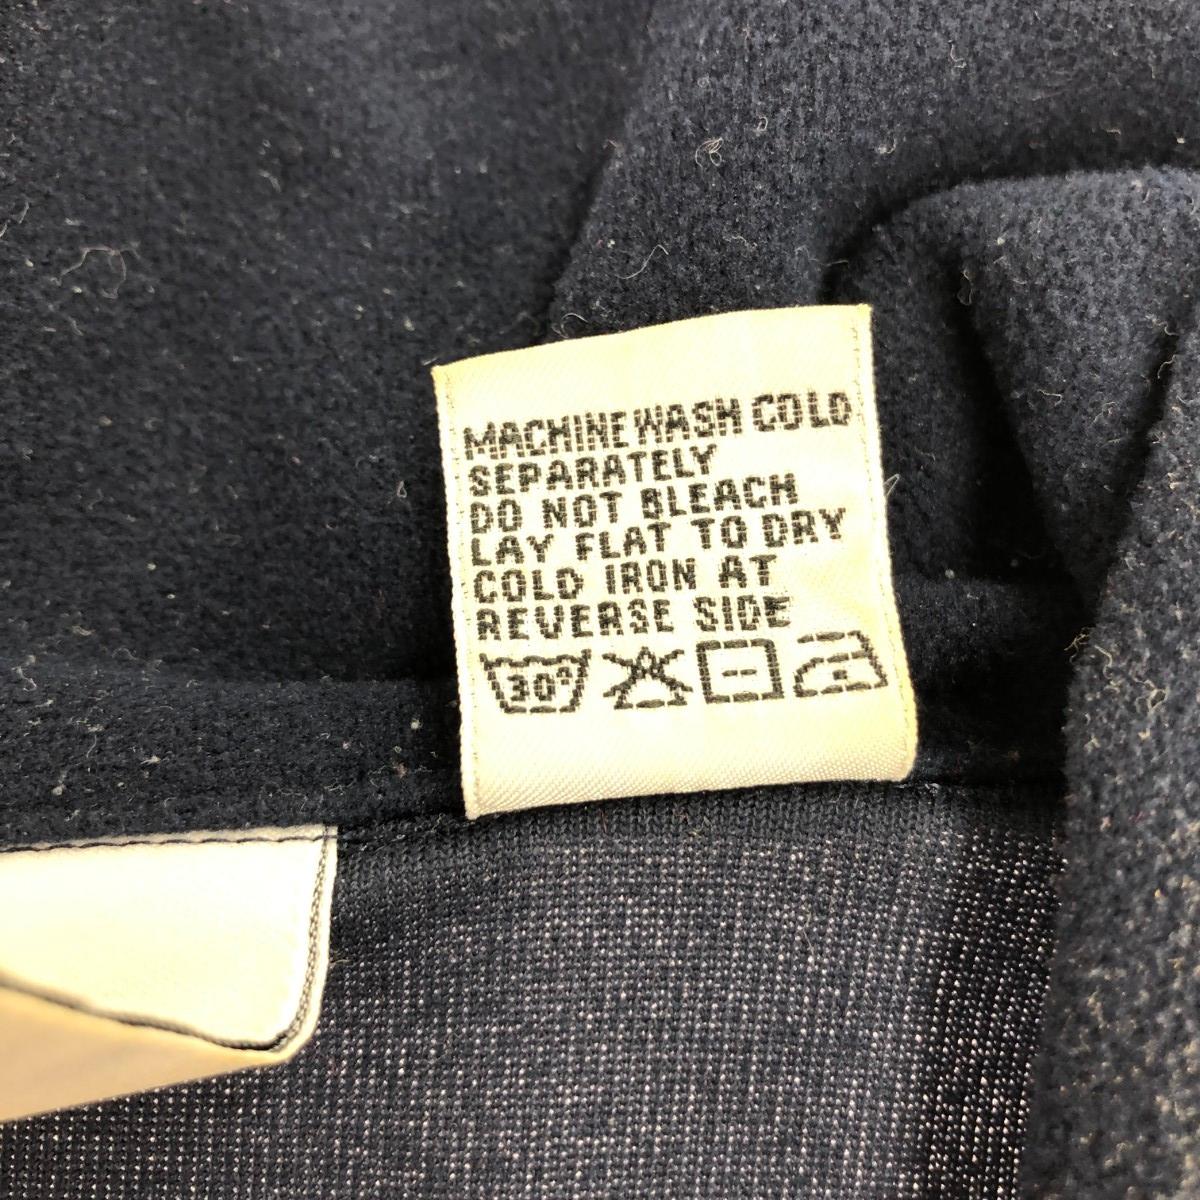 MACHINE WASH COLD
SEPARATELY
DO NOT BLEACH
LAY FLAT TO DRY
COLD IRON AT
REVERSE SIDE
30°